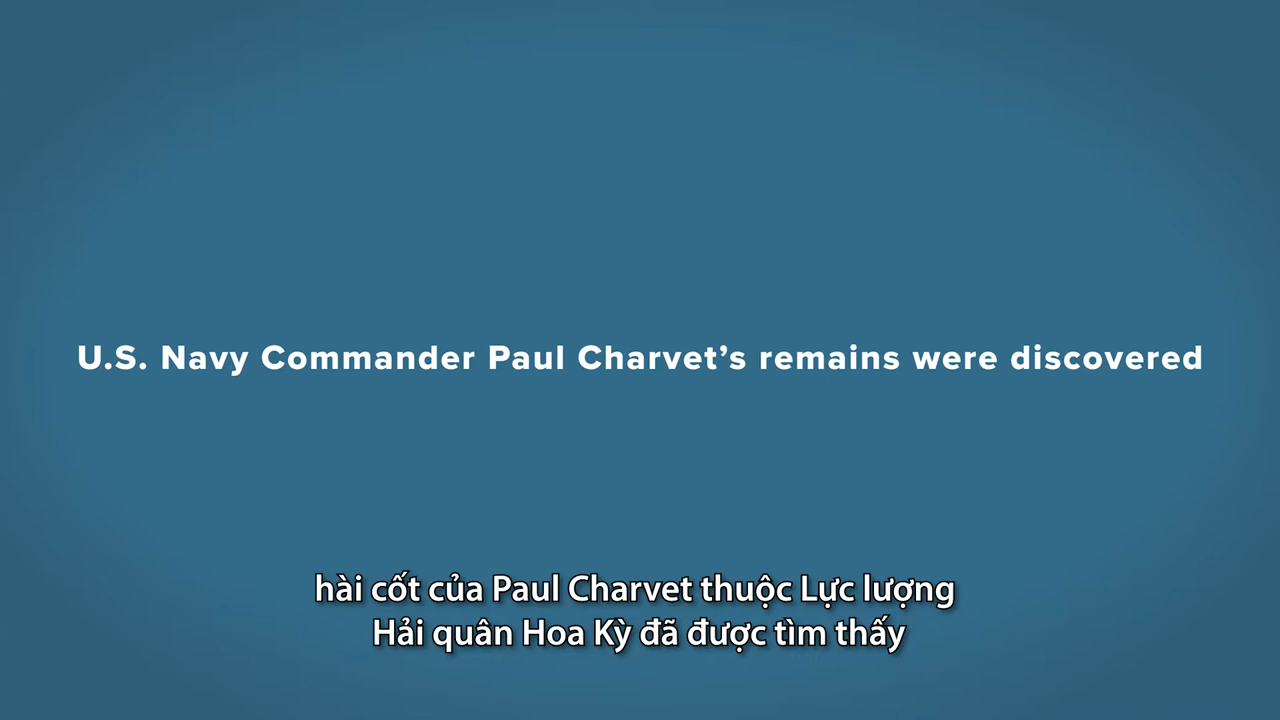 U.S. Navy Commander Paul Charvet’s remains were discovered
hài cốt của Paul Charvet thuộc Lực lượng
Hải quân Hoa Kỳ đã được tìm thấy